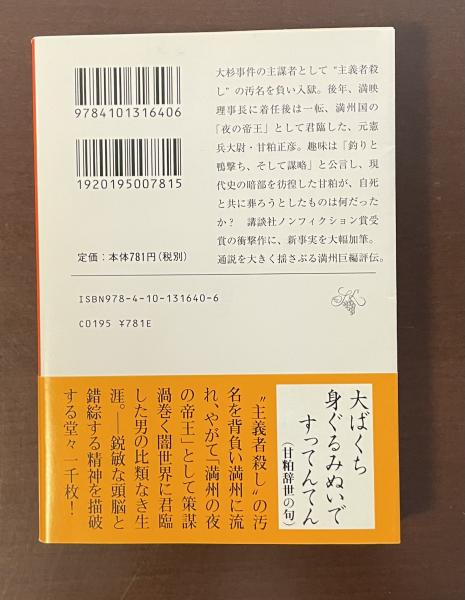 9784101316406
1920195007815
定価：本体781円(税別)
大杉事件の主謀者として〝主義者殺
し〟の汚名を負い入獄。後年、満映
理事長に着任後は一転、満州国の
「夜の帝王」として君臨した、元憲
兵大尉・甘粕正彦。趣味は「釣りと
鴨撃ち、そして謀略」と公言し、現
代史の暗部を彷徨した甘粕が、自死
と共に葬ろうとしたものは何だった
か？　講談社ノンフィクション賞受
賞の衝撃作に、新事実を大幅加筆。
通説を大きく揺さぶる満州巨編評伝。
ISBN978-4-10-131640-6
C0195 ¥781E
大ばくち
身ぐるみぬいで
すってんてん
(甘粕辞世の句)
〝主義者殺し〟の汚
名を背負い満州に流
れ、やがて「満州の夜
の帝王」として策謀
渦巻く闇世界に君臨
した男の比類なき生
涯。―鋭敏な頭脳と
錯綜する精神を描破
する堂々一千枚！